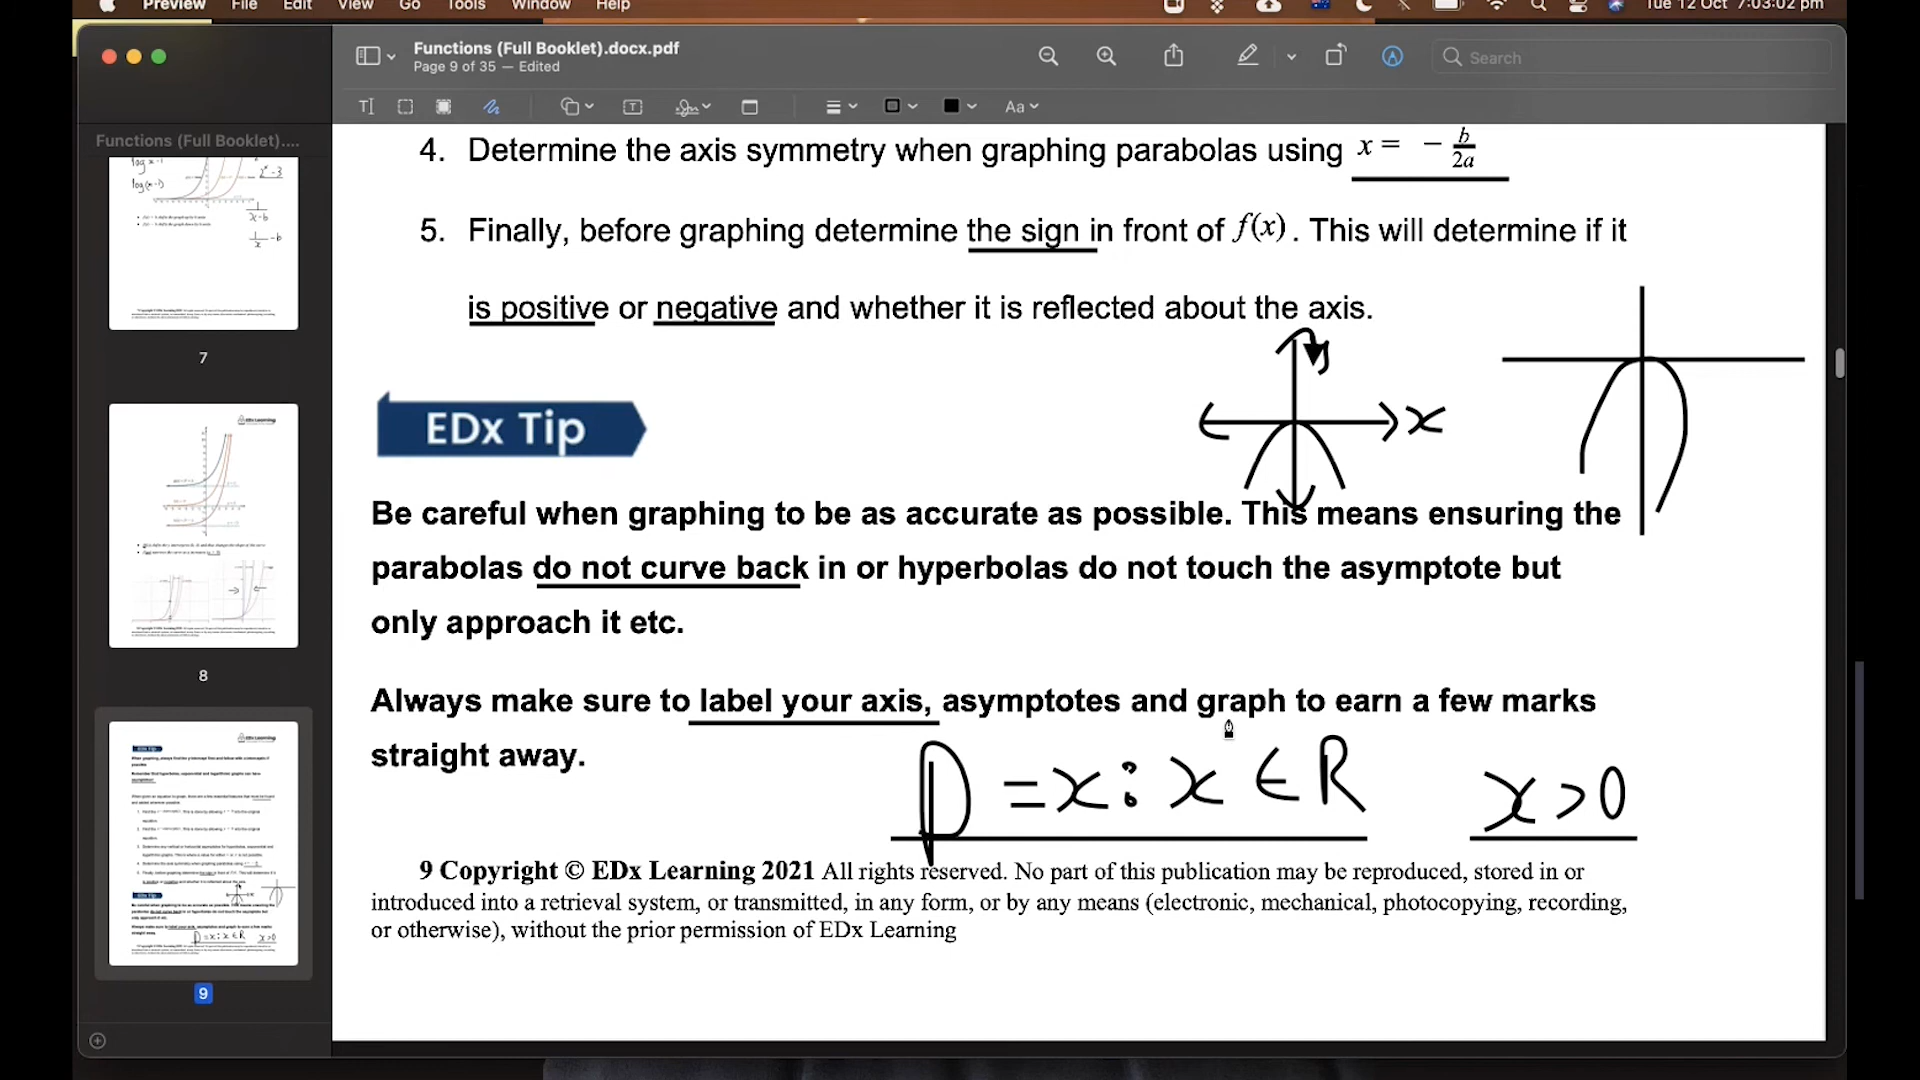 Preview File Edit View Go Tools Window Help Tue 12 Oct 7:03:02 pm
Functions (Full Booklet).docx.pdf
Page 9 of 35 — Edited
Search
Aa
Functions (Full Booklet)....
log x-1
log(x-1)
2^x -3
1/(x-b)
1/x -b
7
8
9
4. Determine the axis symmetry when graphing parabolas using x = - b/2a
5. Finally, before graphing determine the sign in front of f(x). This will determine if it
is positive or negative and whether it is reflected about the axis.
y
x
EDx Tip
Be careful when graphing to be as accurate as possible. This means ensuring the
parabolas do not curve back in or hyperbolas do not touch the asymptote but
only approach it etc.
Always make sure to label your axis, asymptotes and graph to earn a few marks
straight away.
D = x : x ∈ R x > 0
9 Copyright © EDx Learning 2021 All rights reserved. No part of this publication may be reproduced, stored in or
introduced into a retrieval system, or transmitted, in any form, or by any means (electronic, mechanical, photocopying, recording,
or otherwise), without the prior permission of EDx Learning